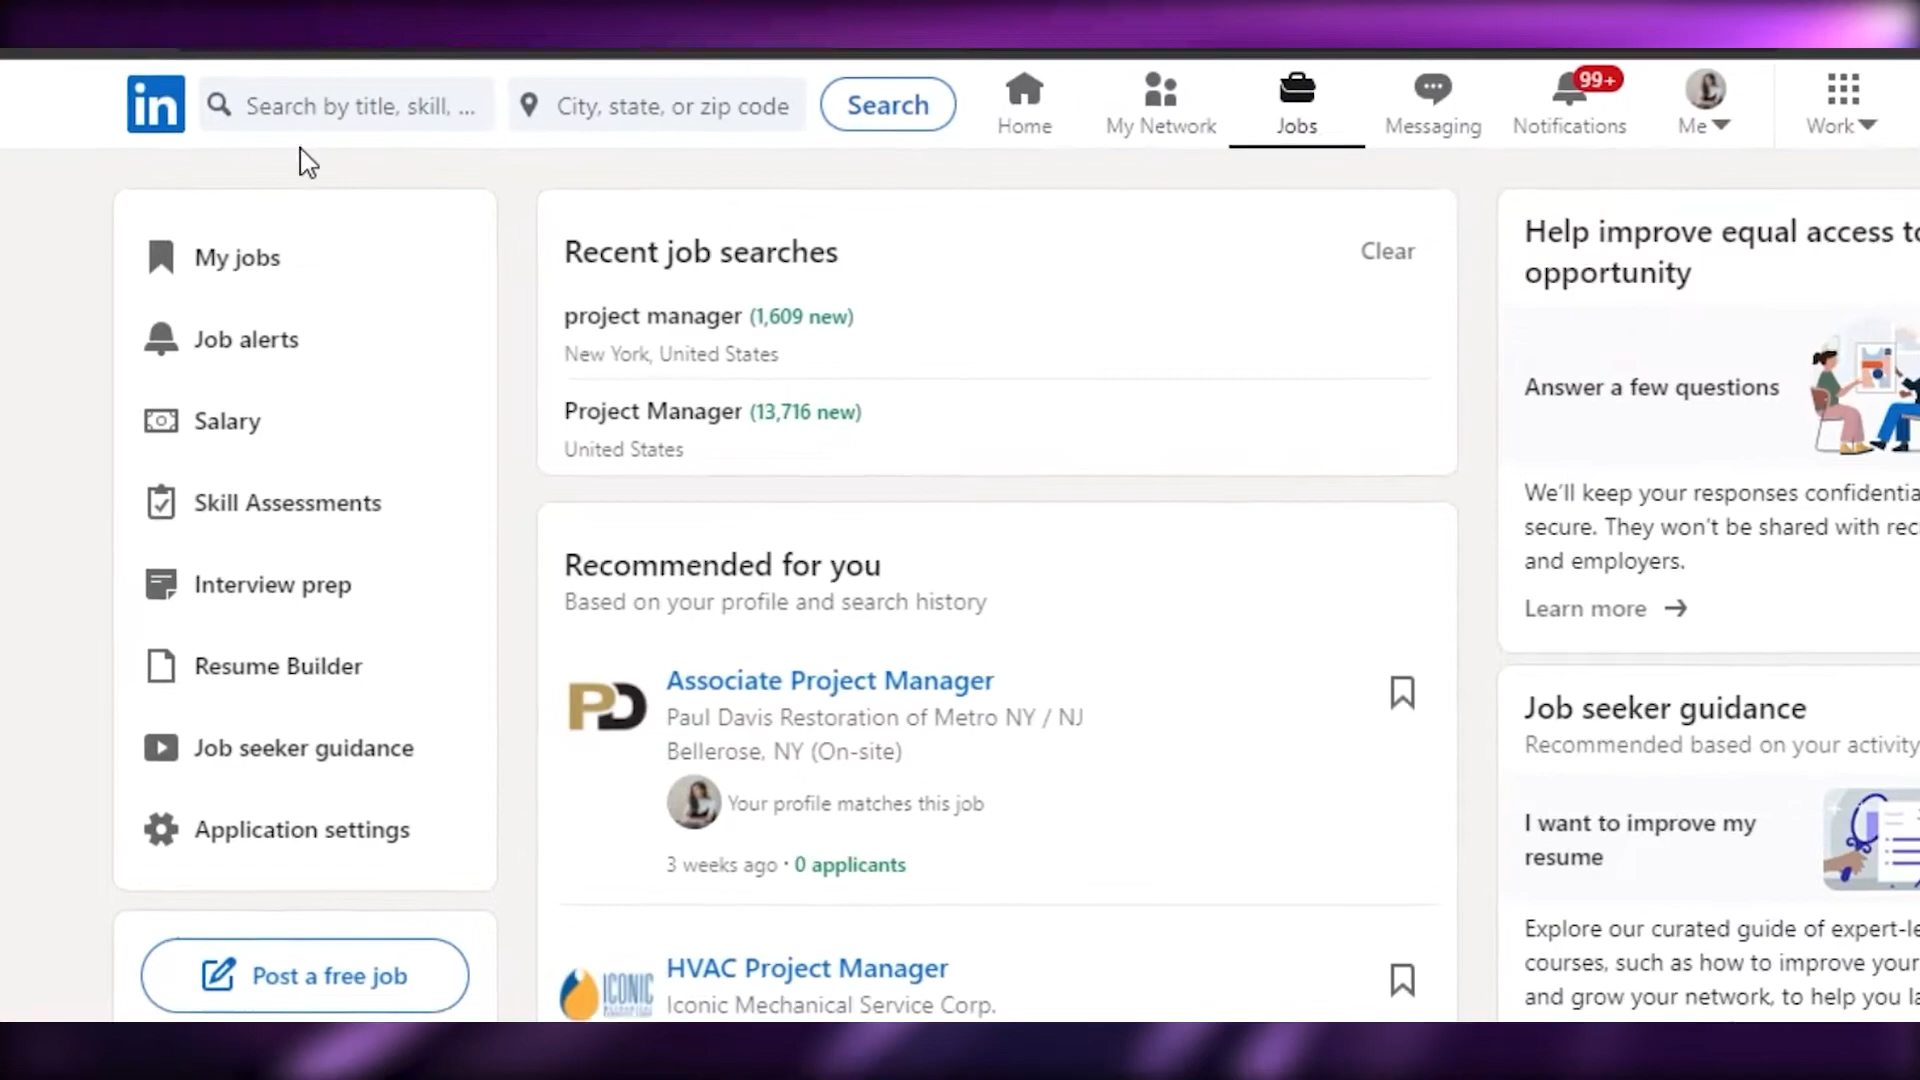 in
Search by title, skill, ...
City, state, or zip code
Search
Home
My Network
Jobs
Messaging
99+
Notifications
Me
Work
My jobs
Job alerts
Salary
Skill Assessments
Interview prep
Resume Builder
Job seeker guidance
Application settings
Post a free job
Recent job searches
Clear
project manager (1,609 new)
New York, United States
Project Manager (13,716 new)
United States
Recommended for you
Based on your profile and search history
PD
Associate Project Manager
Paul Davis Restoration of Metro NY / NJ
Bellerose, NY (On-site)
Your profile matches this job
3 weeks ago · 0 applicants
ICONIC
HVAC Project Manager
Iconic Mechanical Service Corp.
Help improve equal access to
opportunity
Answer a few questions
We'll keep your responses
secure. They won't be shared with
and employers.
Learn more →
Job seeker guidance
Recommended based on your activity
I want to improve my
resume
Explore our curated guide of
courses, such as how to improve your
and grow your network, to help you